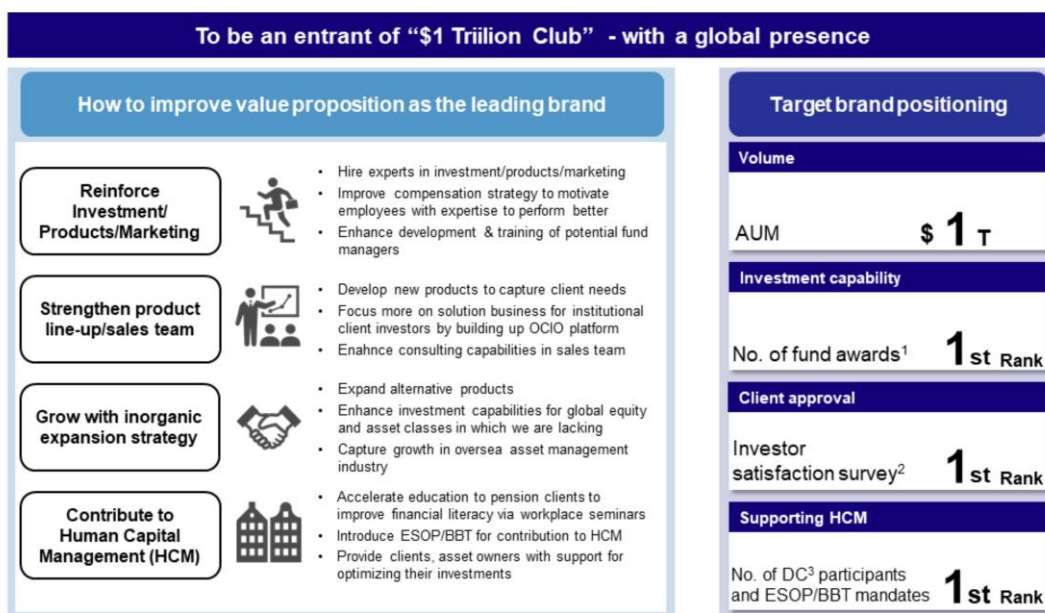 To be an entrant of “$1 Triilion Club” - with a global presence
How to improve value proposition as the leading brand
Reinforce
Investment/
Products/Marketing
• Hire experts in investment/products/marketing
• Improve compensation strategy to motivate
employees with expertise to perform better
• Enhance development & training of potential fund
managers
Strengthen product
line-up/sales team
• Develop new products to capture client needs
• Focus more on solution business for institutional
client investors by building up OCIO platform
• Enahnce consulting capabilities in sales team
Grow with inorganic
expansion strategy
• Expand alternative products
• Enhance investment capabilities for global equity
and asset classes in which we are lacking
• Capture growth in oversea asset management
industry
Contribute to
Human Capital
Management (HCM)
• Accelerate education to pension clients to
improve financial literacy via workplace seminars
• Introduce ESOP/BBT for contribution to HCM
• Provide clients, asset owners with support for
optimizing their investments
Target brand positioning
Volume
AUM $ 1 T
Investment capability
No. of fund awards¹ 1st Rank
Client approval
Investor
satisfaction survey² 1st Rank
Supporting HCM
No. of DC³ participants
and ESOP/BBT mandates 1st Rank